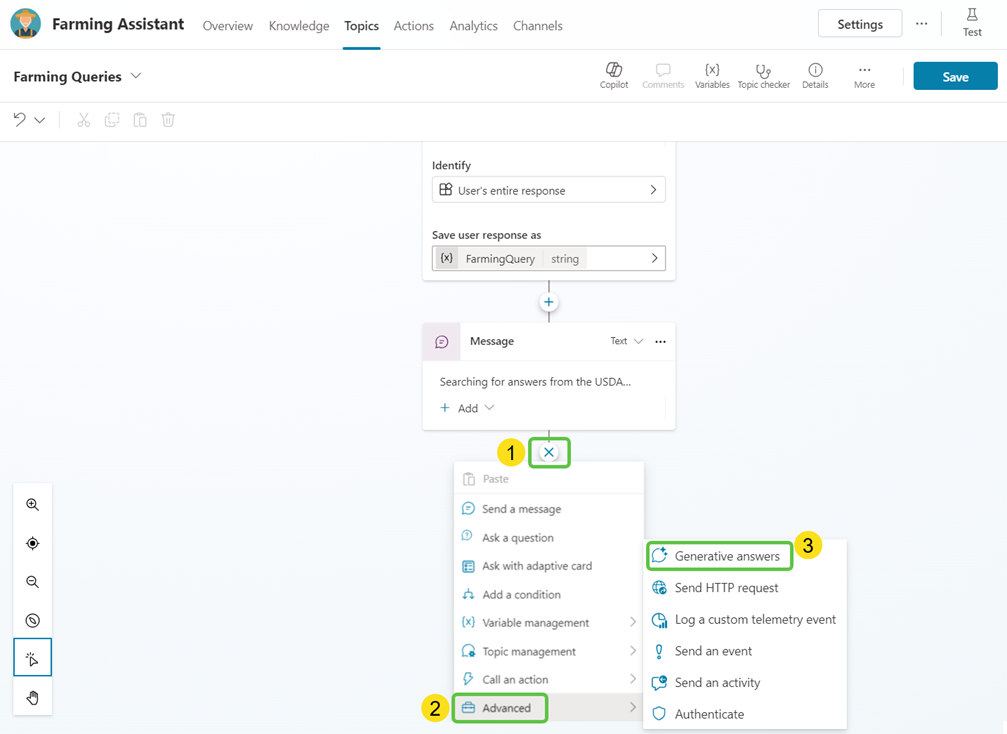 Farming Assistant Overview Knowledge Topics Actions Analytics Channels Settings ... Test
Farming Queries Copilot Comments {x} Variables Topic checker Details ... More Save
Identify
User's entire response
Save user response as
{x} FarmingQuery string
Message Text ...
Searching for answers from the USDA...
+ Add
1
Paste
Send a message
Ask a question
Ask with adaptive card
Add a condition
{x} Variable management
Topic management
Call an action
2 Advanced
Generative answers 3
Send HTTP request
Log a custom telemetry event
Send an event
Send an activity
Authenticate